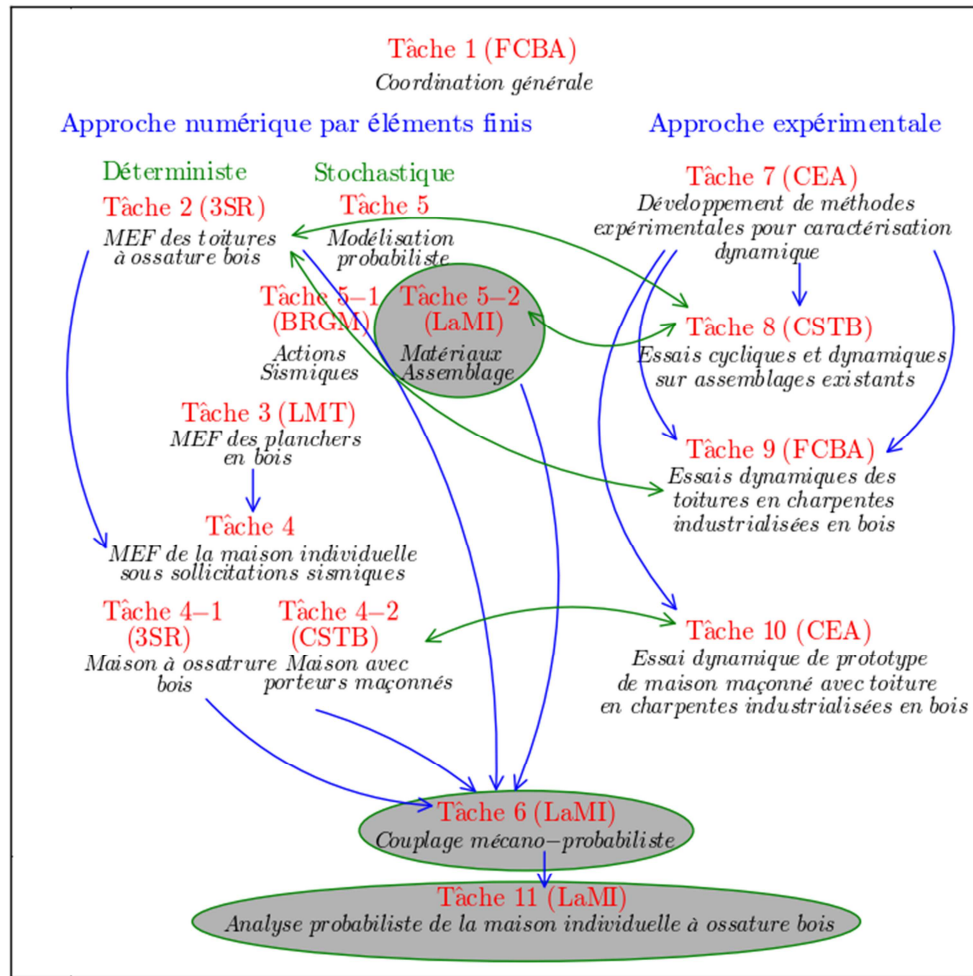 Tâche 1 (FCBA)
Coordination générale
Approche numérique par éléments finis
Approche expérimentale
Déterministe
Stochastique
Tâche 2 (3SR)
MEF des toitures
à ossature bois
Tâche 5
Modélisation
probabiliste
Tâche 5−1
(BRGM)
Actions
Sismiques
Tâche 5−2
(LaMI)
Matériaux
Assemblage
Tâche 3 (LMT)
MEF des planchers
en bois
Tâche 4
MEF de la maison individuelle
sous sollicitations sismiques
Tâche 4−1
(3SR)
Maison à ossatrure
bois
Tâche 4−2
(CSTB)
Maison avec
porteurs maçonnés
Tâche 7 (CEA)
Développement de méthodes
expérimentales pour caractérisation
dynamique
Tâche 8 (CSTB)
Essais cycliques et dynamiques
sur assemblages existants
Tâche 9 (FCBA)
Essais dynamiques des
toitures en charpentes
industrialisées en bois
Tâche 10 (CEA)
Essai dynamique de prototype
de maison maçonné avec toiture
en charpentes industrialisées en bois
Tâche 6 (LaMI)
Couplage mécano−probabiliste
Tâche 11 (LaMI)
Analyse probabiliste de la maison individuelle à ossature bois